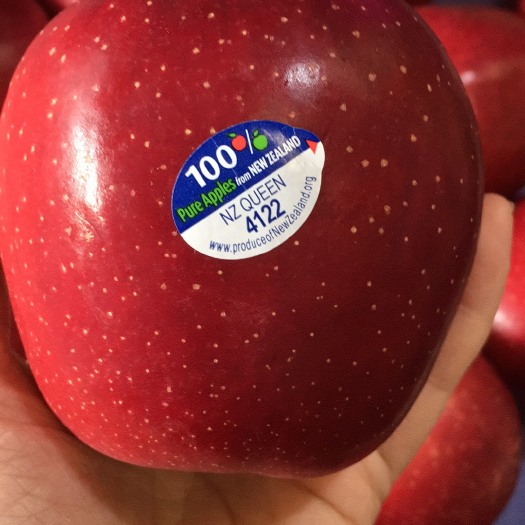 100%
Pure Apples from NEW ZEALAND
NZ QUEEN
4122
www.produceofNewZealand.org